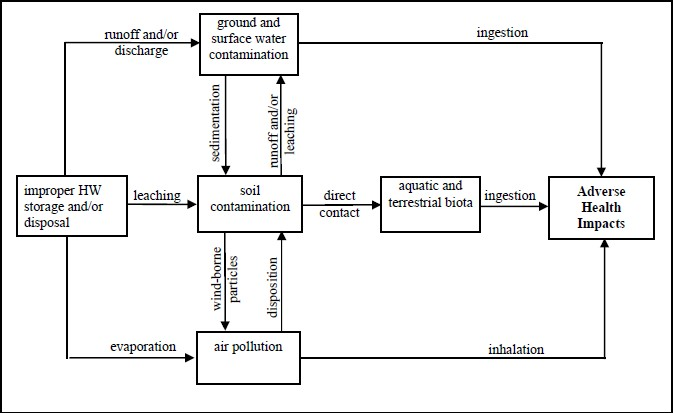 runoff and/or
discharge
ground and
surface water
contamination
ingestion
sedimentation
runoff and/or
leaching
improper HW
storage and/or
disposal
leaching
soil
contamination
direct
contact
aquatic and
terrestrial biota
ingestion
Adverse
Health
Impacts
wind-borne
particles
disposition
evaporation
air pollution
inhalation